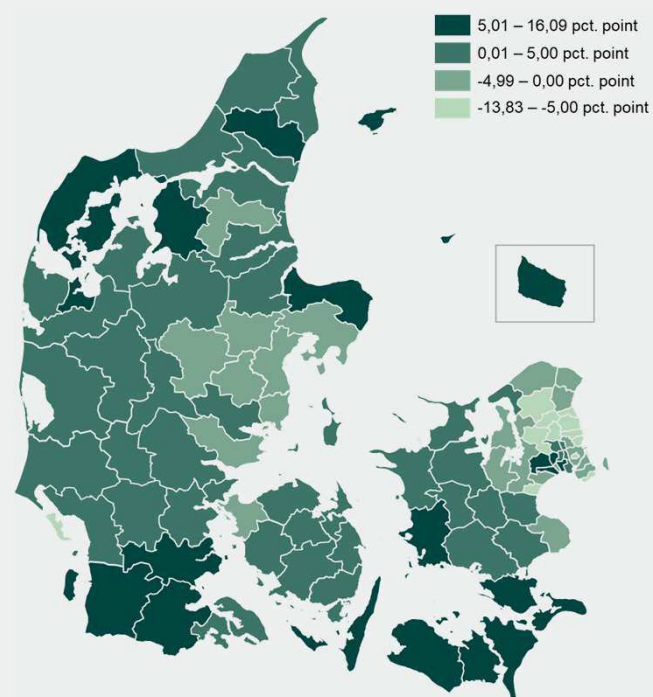 5,01 – 16,09 pct. point
0,01 – 5,00 pct. point
-4,99 – 0,00 pct. point
-13,83 – -5,00 pct. point